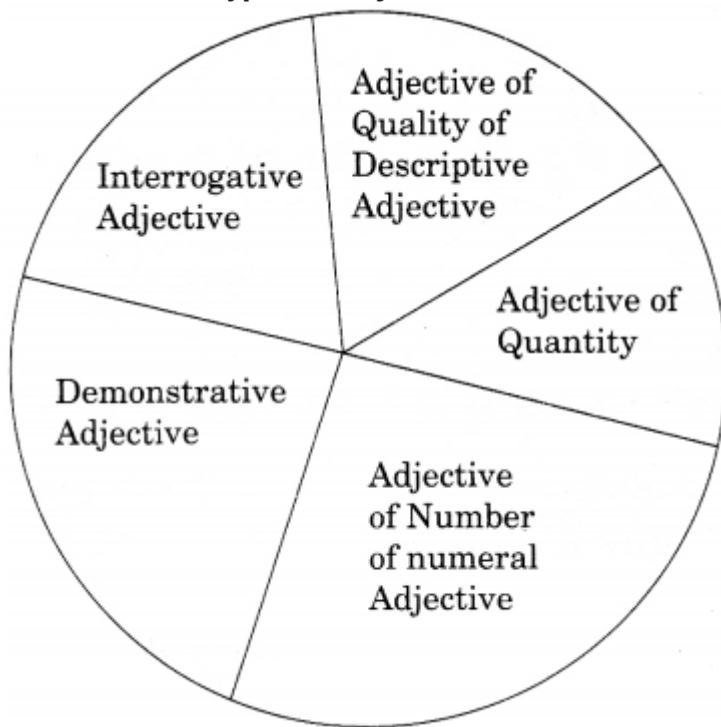 Adjective of
Quality of
Descriptive
Adjective
Interrogative
Adjective
Adjective of
Quantity
Demonstrative
Adjective
Adjective
of Number
of numeral
Adjective